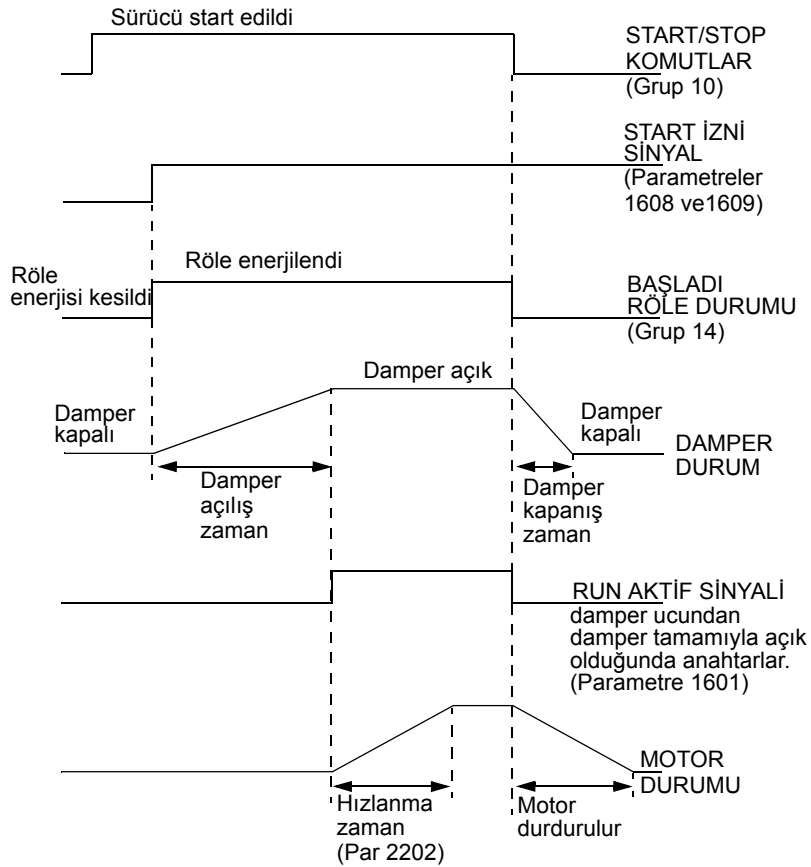 Sürücü start edildi
START/STOP
KOMUTLAR
(Grup 10)
START İZNİ
SİNYAL
(Parametreler
1608 ve1609)
Röle
enerjisi kesildi
Röle enerjilendi
BAŞLADI
RÖLE DURUMU
(Grup 14)
Damper açık
Damper
kapalı
Damper
kapalı
DAMPER
DURUM
Damper
açılış
zaman
Damper
kapanış
zaman
RUN AKTİF SİNYALİ
damper ucundan
damper tamamıyla açık
olduğunda anahtarlar.
(Parametre 1601)
MOTOR
DURUMU
Hızlanma
zaman
(Par 2202)
Motor
durdurulur